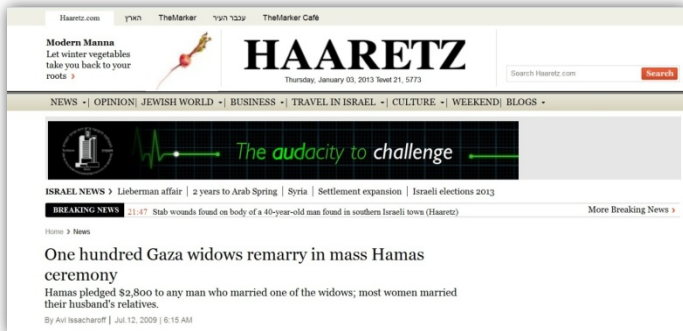 Haaretz.com הארץ TheMarker עכבר העיר TheMarker Café
Modern Manna
Let winter vegetables
take you back to your
roots >
HAARETZ
Thursday, January 03, 2013 Tevet 21, 5773
Search Haaretz.com Search
NEWS | OPINION| JEWISH WORLD | BUSINESS | TRAVEL IN ISRAEL | CULTURE | WEEKEND| BLOGS
The audacity to challenge
ISRAEL NEWS > Lieberman affair | 2 years to Arab Spring | Syria | Settlement expansion | Israeli elections 2013
BREAKING NEWS 21:47 Stab wounds found on body of a 40-year-old man found in southern Israeli town (Haaretz) More Breaking News >
Home > News
One hundred Gaza widows remarry in mass Hamas
ceremony
Hamas pledged $2,800 to any man who married one of the widows; most women married
their husband's relatives.
By Avi Issacharoff | Jul.12, 2009 | 6:15 AM